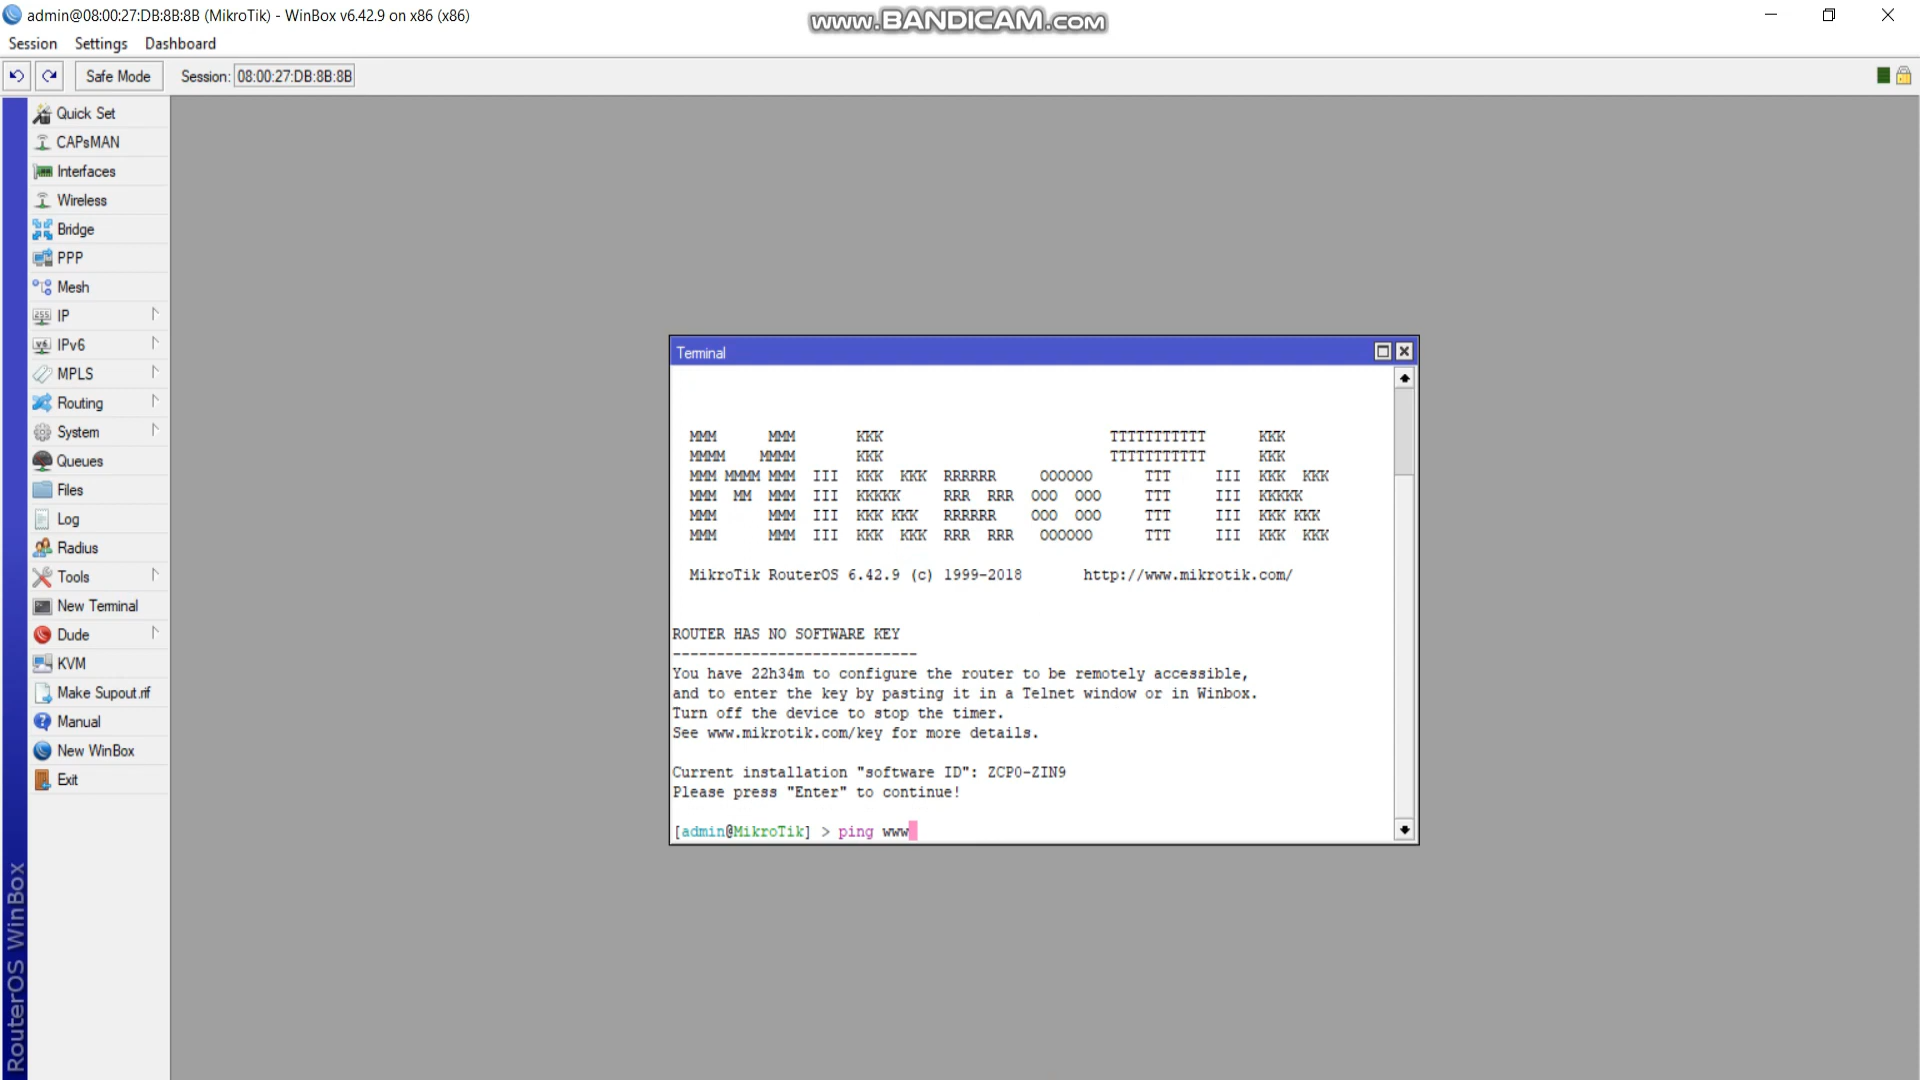 admin@08:00:27:DB:8B:8B (MikroTik) - WinBox v6.42.9 on x86 (x86)
www.BANDICAM.com
Session Settings Dashboard
Safe Mode Session: 08:00:27:DB:8B:8B
Quick Set
CAPsMAN
Interfaces
Wireless
Bridge
PPP
Mesh
255 IP
v6 IPv6
MPLS
Routing
System
Queues
Files
Log
Radius
Tools
New Terminal
Dude
KVM
Make Supout.rif
Manual
New WinBox
Exit
RouterOS WinBox
Terminal
MMM MMM KKK TTTTTTTTTTT KKK
MMMM MMMM KKK TTTTTTTTTTT KKK
MMM MMMM MMM III KKK KKK RRRRRR OOOOOO TTT III KKK KKK
MMM MM MMM III KKKKK RRR RRR OOO OOO TTT III KKKKK
MMM MMM III KKK KKK RRRRRR OOO OOO TTT III KKK KKK
MMM MMM III KKK KKK RRR RRR OOOOOO TTT III KKK KKK
MikroTik RouterOS 6.42.9 (c) 1999-2018 http://www.mikrotik.com/
ROUTER HAS NO SOFTWARE KEY
----------------------------
You have 22h34m to configure the router to be remotely accessible,
and to enter the key by pasting it in a Telnet window or in Winbox.
Turn off the device to stop the timer.
See www.mikrotik.com/key for more details.
Current installation "software ID": ZCP0-ZIN9
Please press "Enter" to continue!
[admin@MikroTik] > ping www